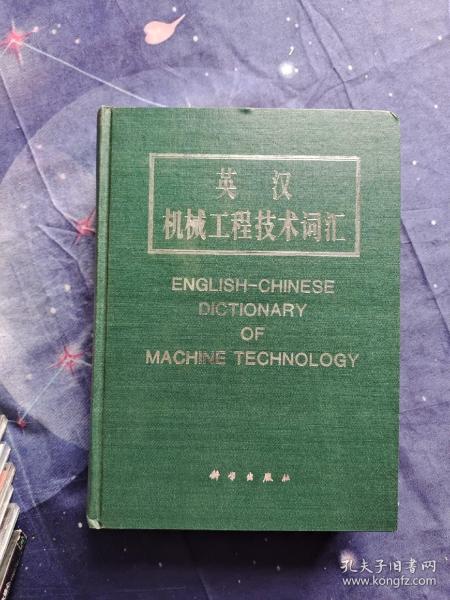 英 汉
机械工程技术词汇
ENGLISH-CHINESE
DICTIONARY
OF
MACHINE TECHNOLOGY
科学出版社
孔夫子旧书网
www.kongfz.com